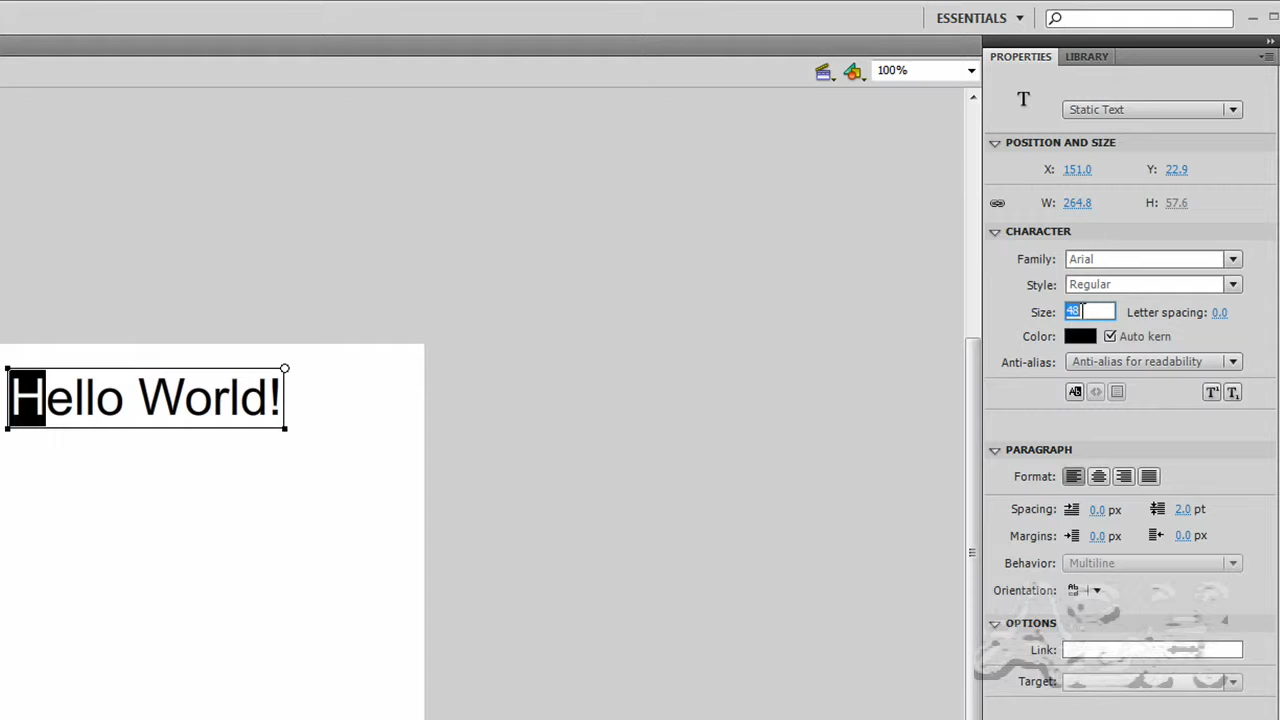 ESSENTIALS
100%
PROPERTIES LIBRARY
T Static Text
POSITION AND SIZE
X: 151.0 Y: 22.9
W: 264.8 H: 57.6
CHARACTER
Family: Arial
Style: Regular
Size: 48 Letter spacing: 0.0
Color: Auto kern
Anti-alias: Anti-alias for readability
Hello World!
PARAGRAPH
Format:
Spacing: 0.0 px 2.0 pt
Margins: 0.0 px 0.0 px
Behavior: Multiline
Orientation:
OPTIONS
Link:
Target: